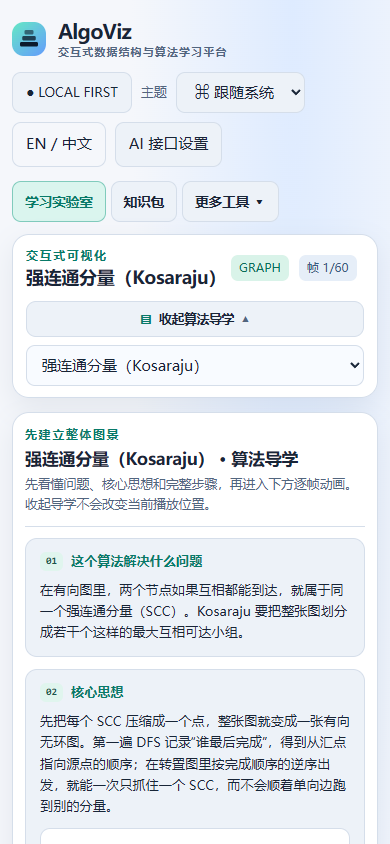 AlgoViz
交互式数据结构与算法学习平台
● LOCAL FIRST
主题
⌘ 跟随系统
EN / 中文
AI 接口设置
学习实验室
知识包
更多工具 ▼
交互式可视化
强连通分量（Kosaraju）
GRAPH
帧 1/60
▤ 收起算法导学 ▲
强连通分量（Kosaraju）
先建立整体图景
强连通分量（Kosaraju）·算法导学
先看懂问题、核心思想和完整步骤，再进入下方逐帧动画。
收起导学不会改变当前播放位置。
01 这个算法解决什么问题
在有向图里，两个节点如果互相都能到达，就属于同
一个强连通分量（SCC）。Kosaraju 要把整张图划分
成若干个这样的最大互相可达小组。
02 核心思想
先把每个 SCC 压缩成一个点，整张图就变成一张有向
无环图。第一遍 DFS 记录“谁最后完成”，得到从汇点
指向源点的顺序；在转置图里按完成顺序的逆序出
发，就能一次只抓住一个 SCC，而不会顺着单向边跑
到别的分量。